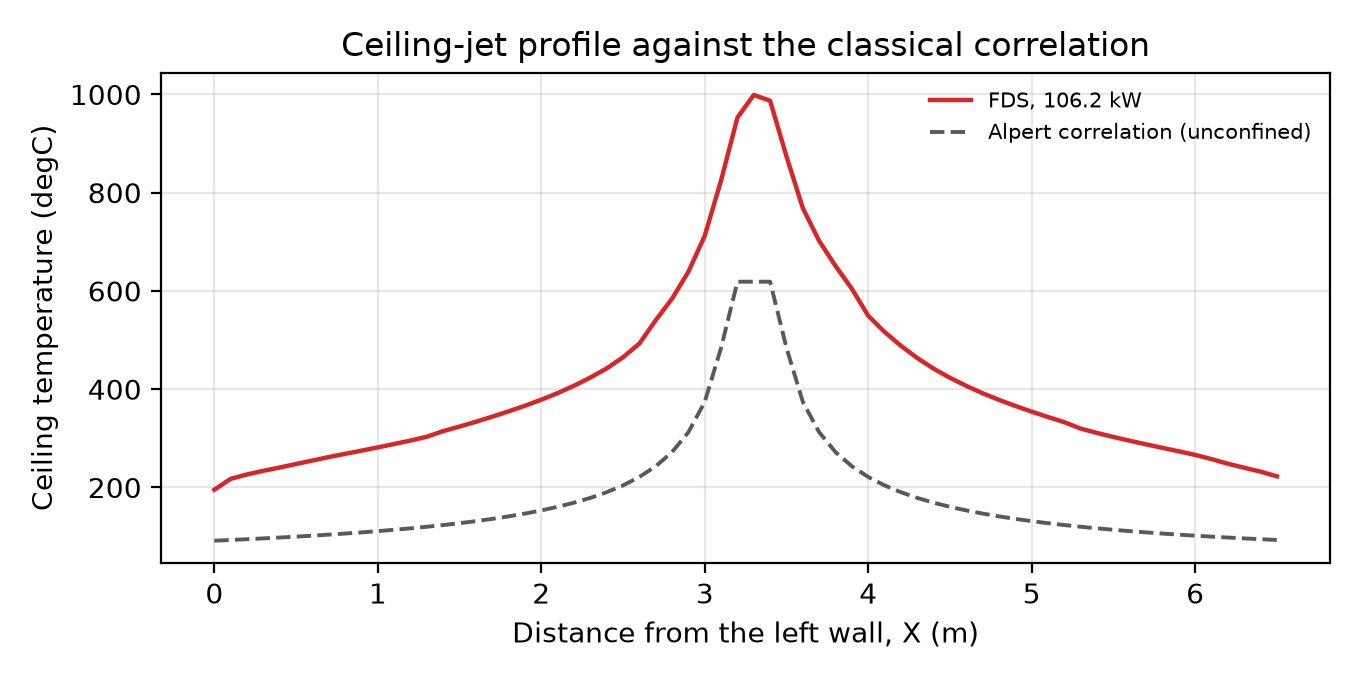 Ceiling-jet profile against the classical correlation
FDS, 106.2 kW
Alpert correlation (unconfined)
Ceiling temperature (degC)
1000
800
600
400
200
0 1 2 3 4 5 6
Distance from the left wall, X (m)